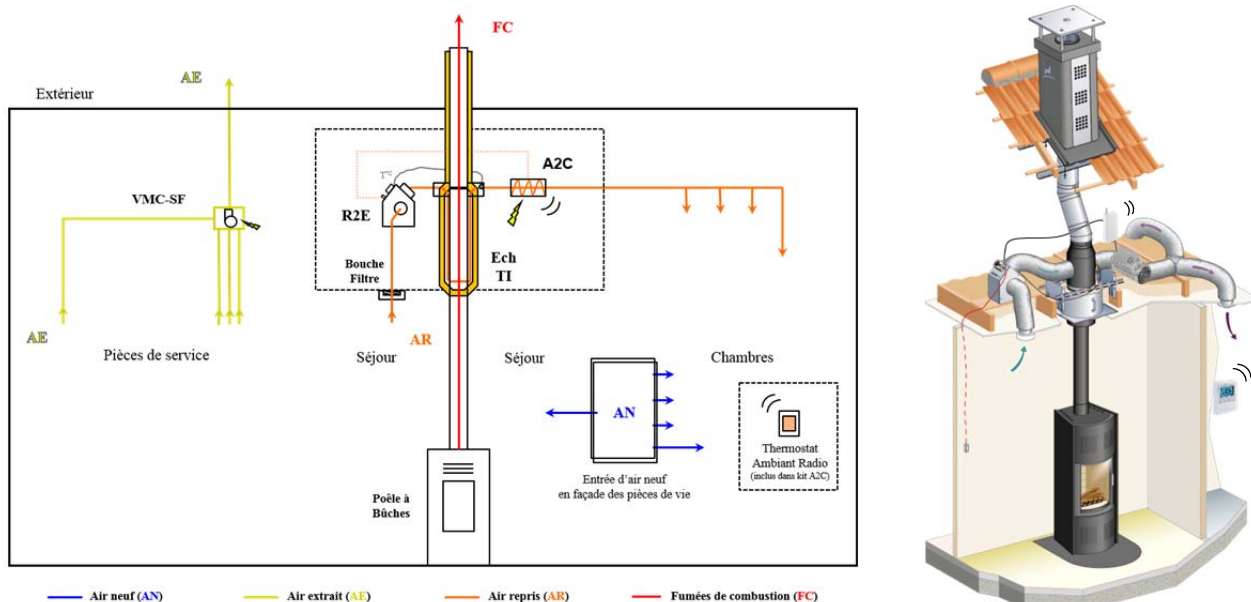 FC
AE
Extérieur
A2C
T°C
VMC-SF
R2E
Ech
TI
Bouche
Filtre
AE
AR
Pièces de service
Séjour
Séjour
Chambres
AN
Thermostat
Ambiant Radio
(inclus dans kit A2C)
Entrée d'air neuf
en façade des pièces de vie
Poêle à
Bûches
Air neuf (AN)
Air extrait (AE)
Air repris (AR)
Fumées de combustion (FC)